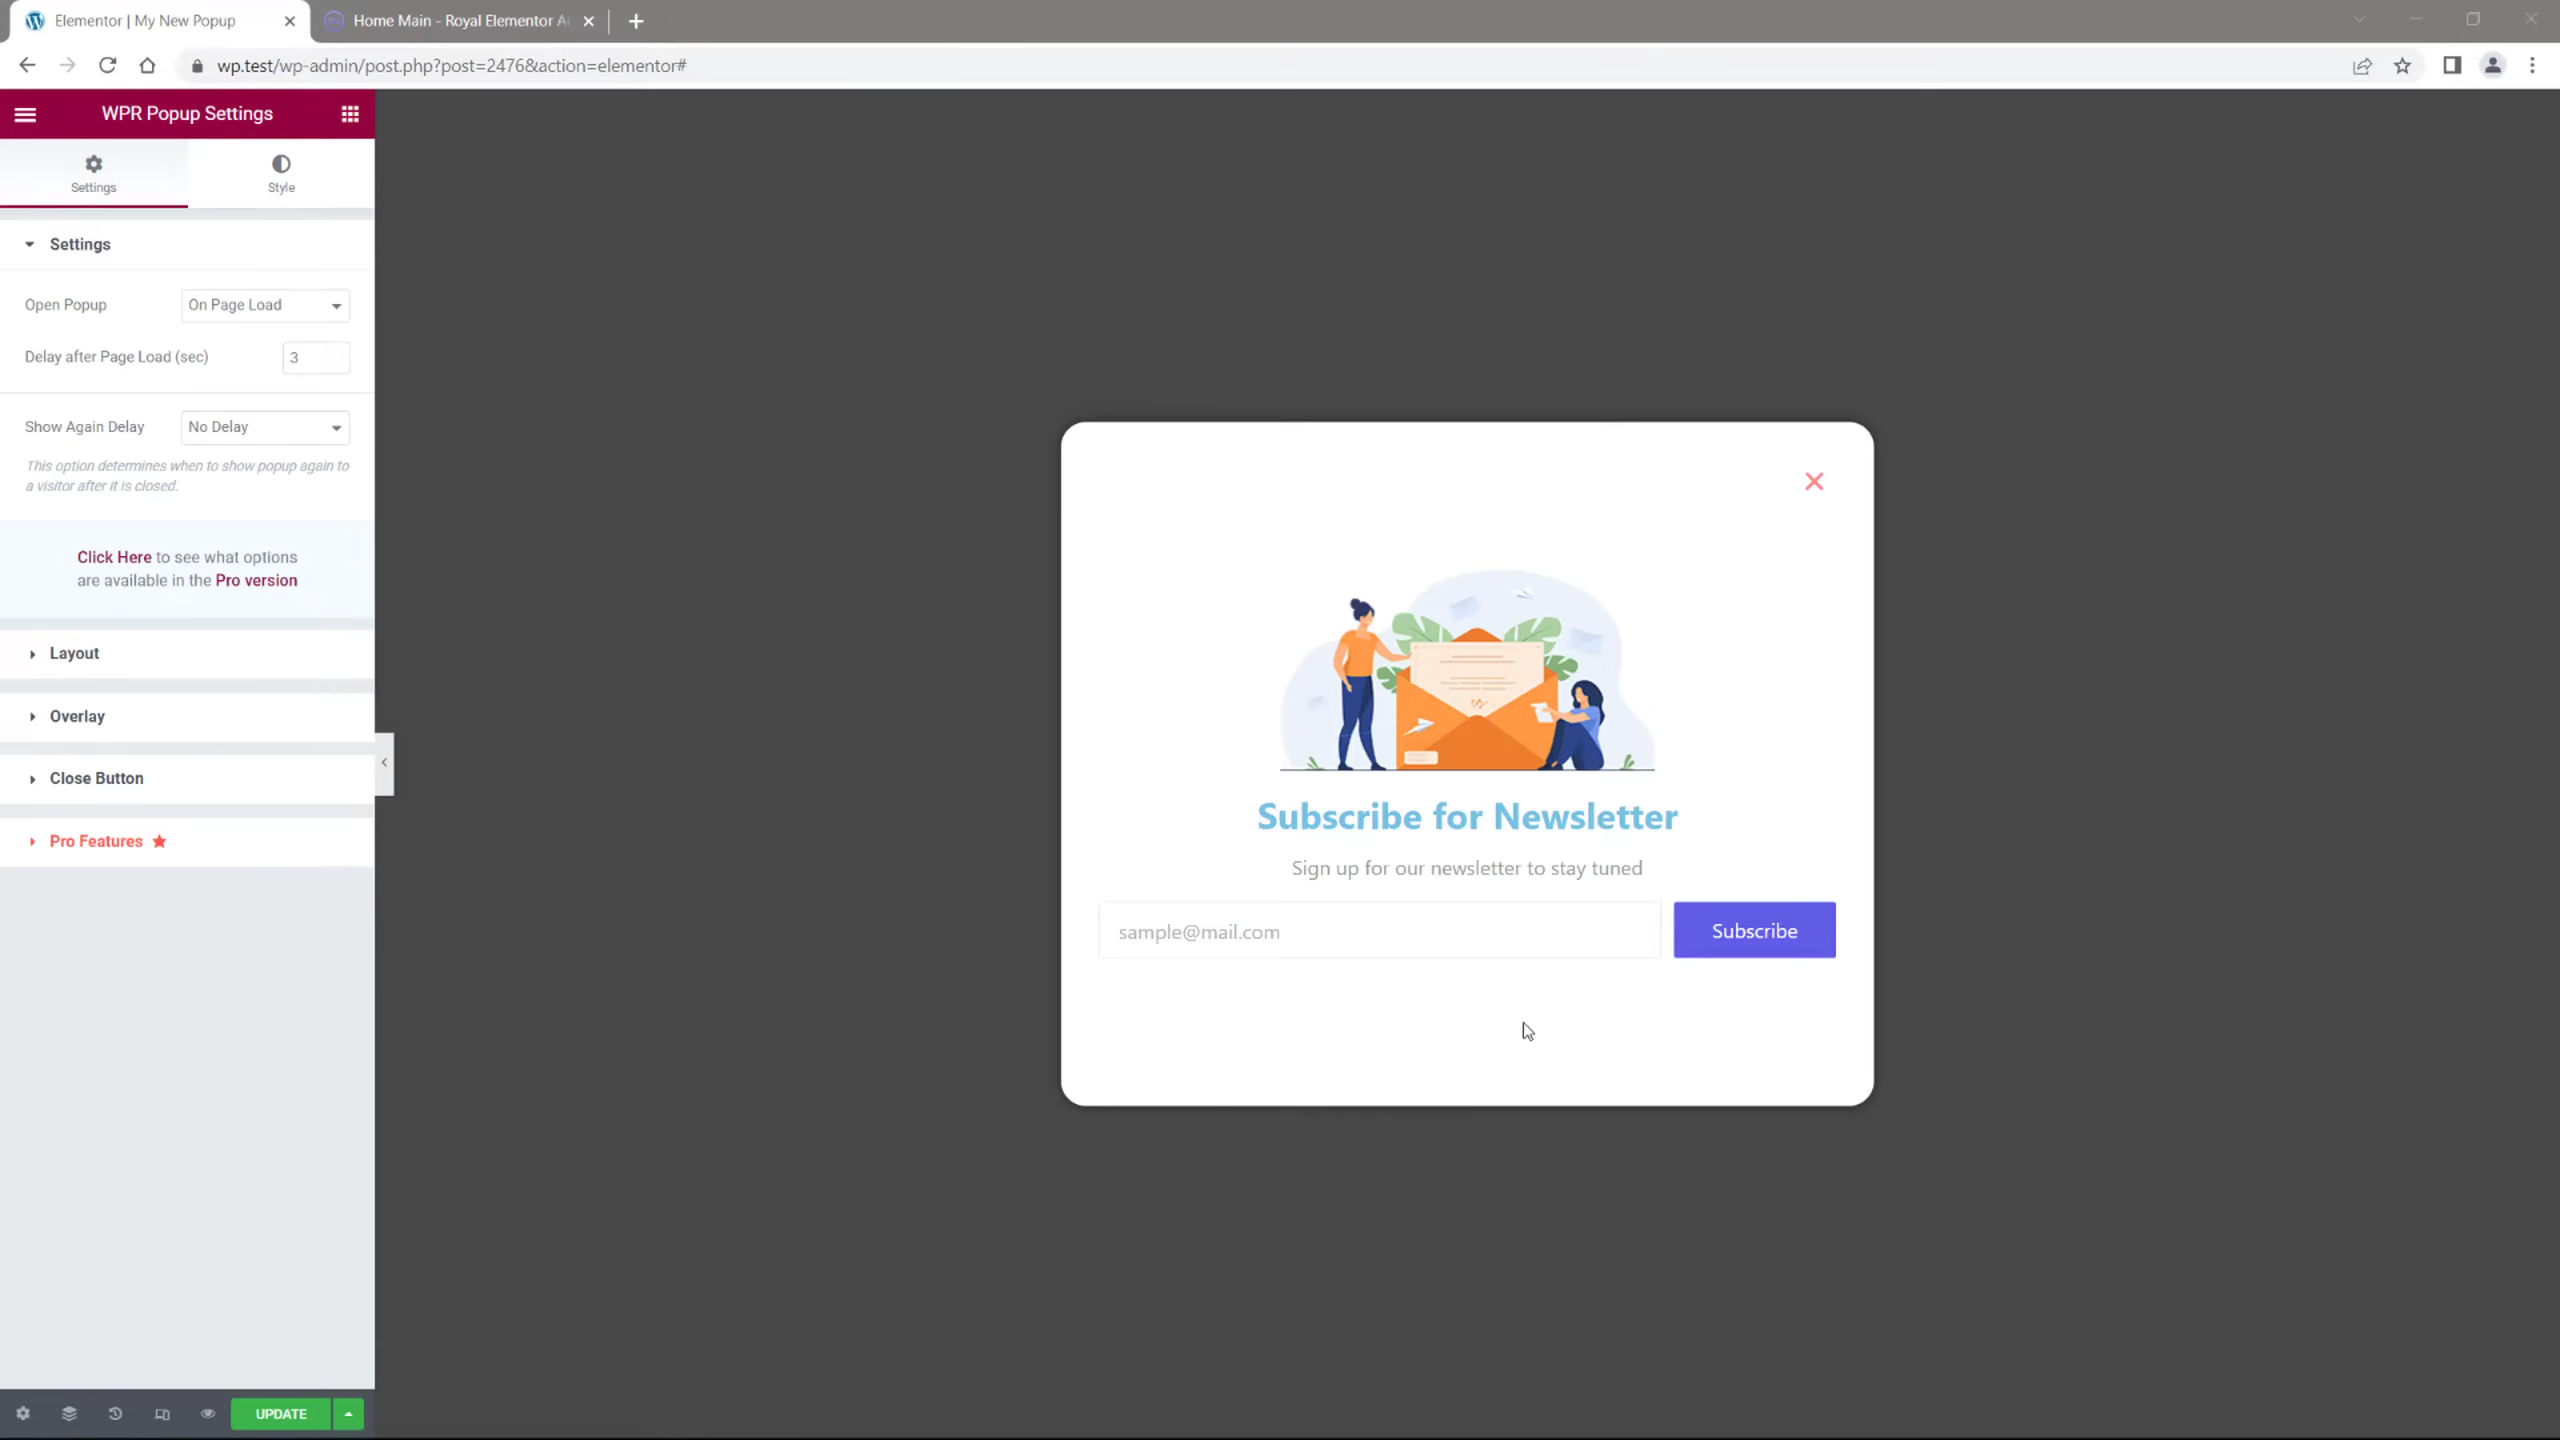 Elementor | My New Popup
Home Main - Royal Elementor A
wp.test/wp-admin/post.php?post=2476&action=elementor#
WPR Popup Settings
Settings
Style
Settings
Open Popup
On Page Load
Delay after Page Load (sec)
3
Show Again Delay
No Delay
This option determines when to show popup again to
a visitor after it is closed.
Click Here to see what options
are available in the Pro version
Layout
Overlay
Close Button
Pro Features
UPDATE
Subscribe for Newsletter
Sign up for our newsletter to stay tuned
sample@mail.com
Subscribe